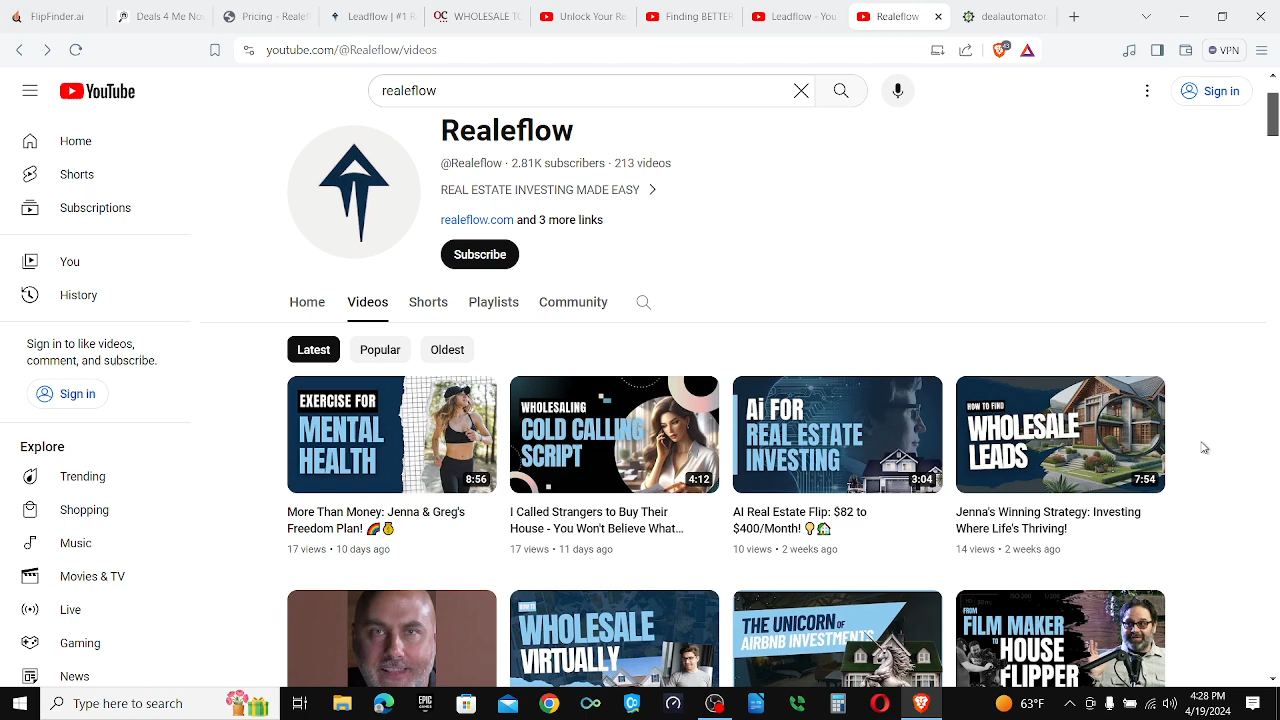 FlipFinder.ai
Deals 4 Me No
Pricing - Realef
Leadflow | #1 R
OC WHOLESALE TO
Unlock Your Re
Finding BETTER
Leadflow - You
Realeflow
dealautomator
youtube.com/@Realeflow/videos
VPN
YouTube
realeflow
Sign in
Home
Shorts
Subscriptions
You
History
Sign in to like videos,
comment, and subscribe.
Sign in
Explore
Trending
Shopping
Music
Movies & TV
Live
Gaming
News
Realeflow
@Realeflow · 2.81K subscribers · 213 videos
REAL ESTATE INVESTING MADE EASY
realeflow.com and 3 more links
Subscribe
Home Videos Shorts Playlists Community
Latest Popular Oldest
EXERCISE FOR
MENTAL
HEALTH
8:56
More Than Money: Jenna & Greg's
Freedom Plan! 🌈💰
17 views • 10 days ago
WHOLESALING
COLD CALLING
SCRIPT
4:12
I Called Strangers to Buy Their
House - You Won't Believe What...
17 views • 11 days ago
Ai FOR
REAL ESTATE
INVESTING
3:04
AI Real Estate Flip: $82 to
$400/Month! 💡🏡
10 views • 2 weeks ago
HOW TO FIND
WHOLESALE
LEADS
7:54
Jenna's Winning Strategy: Investing
Where Life's Thriving!
14 views • 2 weeks ago
HOW TO
WHOLESALE
VIRTUALLY
THE UNICORN OF
AIRBNB INVESTMENTS
FROM
FILM MAKER
TO HOUSE
FLIPPER
Type here to search
EPIC
GAMES
63°F
4:28 PM
4/19/2024